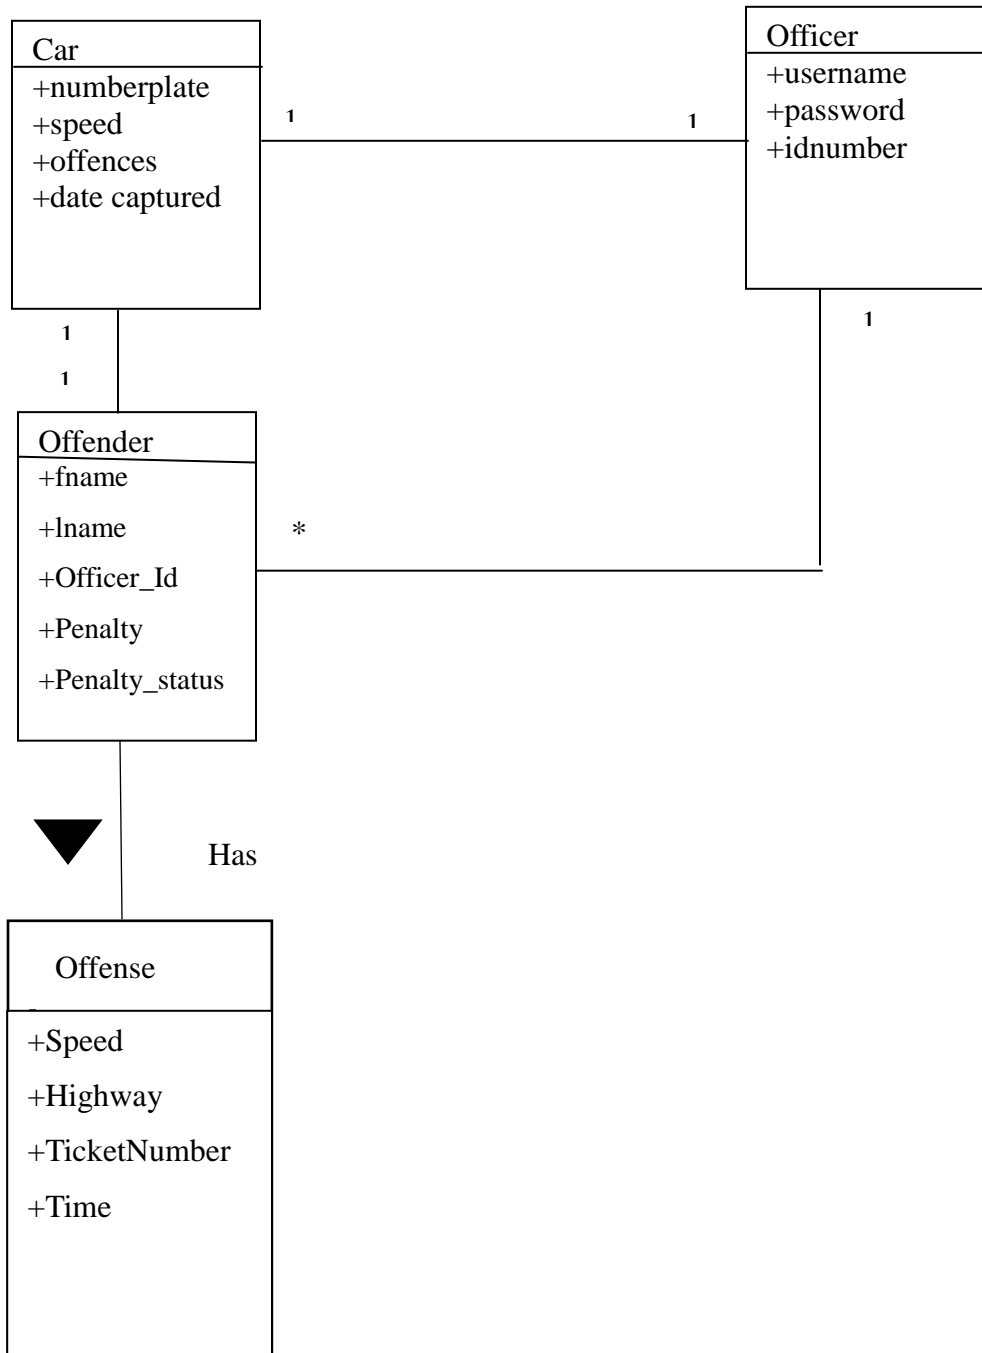 Car
+numberplate
+speed
+offences
+date captured
1
1
Officer
+username
+password
+idnumber
1
1
1
Offender
+fname
+lname
+Officer_Id
+Penalty
+Penalty_status
*
Has
Offense
+Speed
+Highway
+TicketNumber
+Time